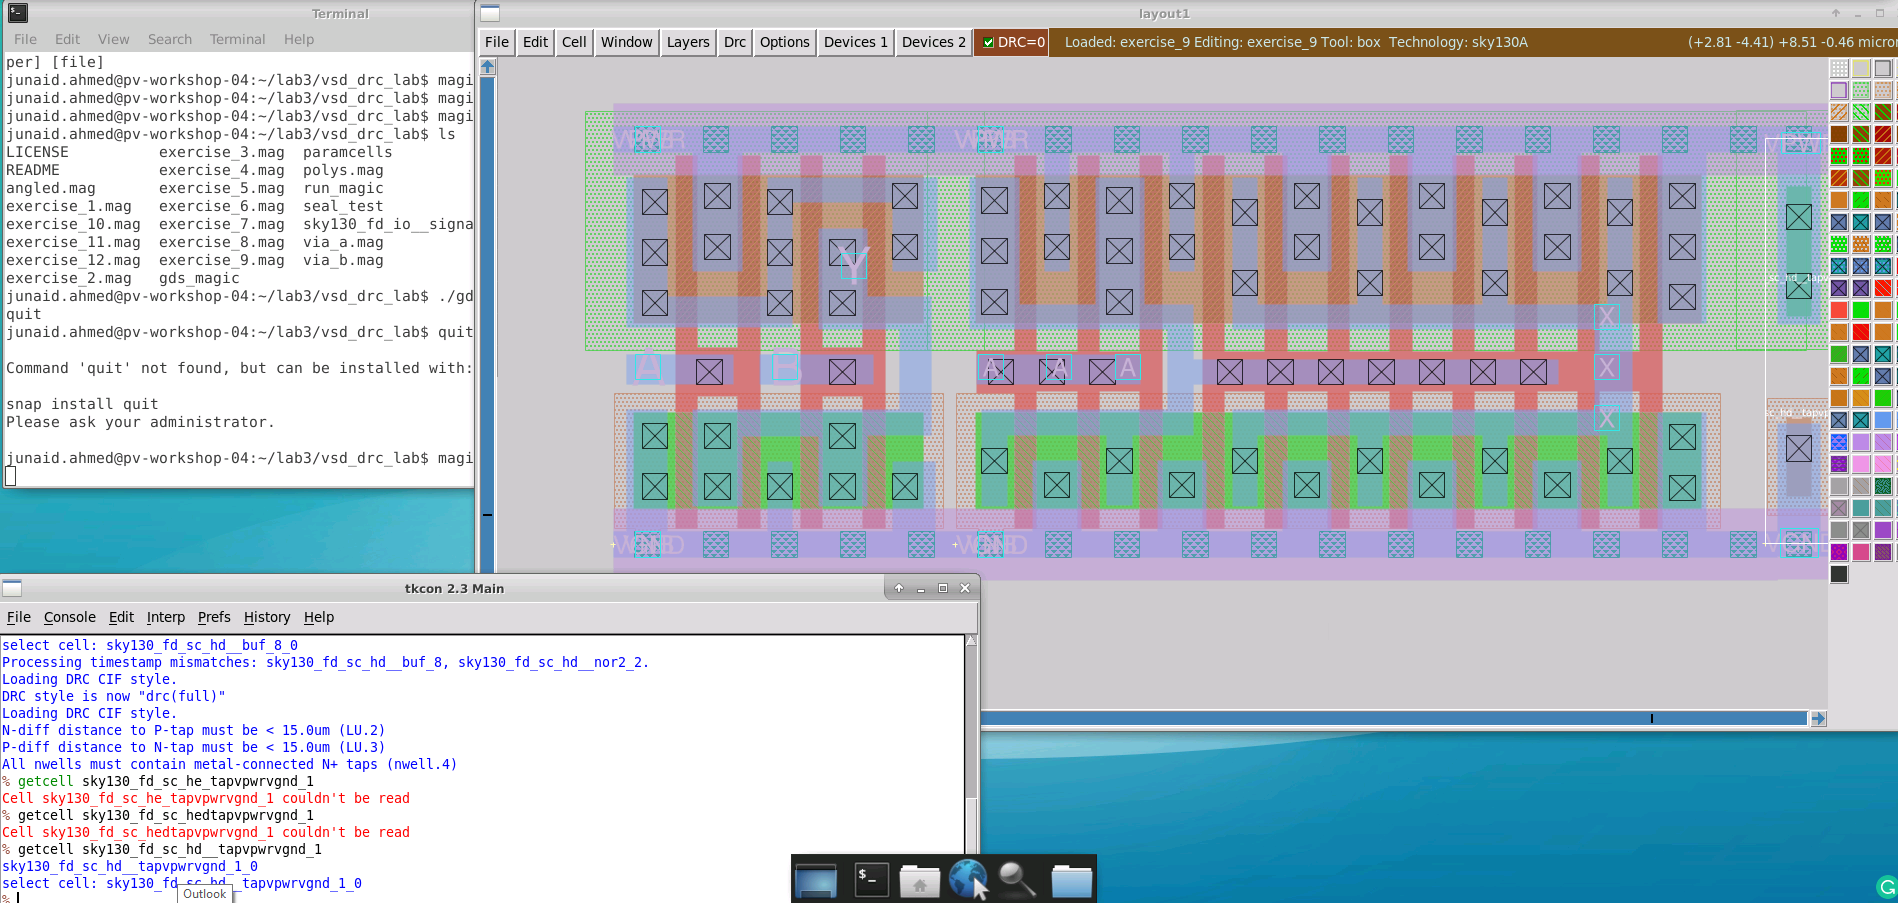 Terminal
File Edit View Search Terminal Help
per] [file]
junaid.ahmed@pv-workshop-04:~/lab3/vsd_drc_lab$ magi
junaid.ahmed@pv-workshop-04:~/lab3/vsd_drc_lab$ magi
junaid.ahmed@pv-workshop-04:~/lab3/vsd_drc_lab$ magi
junaid.ahmed@pv-workshop-04:~/lab3/vsd_drc_lab$ ls
LICENSE exercise_3.mag paramcells
README exercise_4.mag polys.mag
angled.mag exercise_5.mag run_magic
exercise_1.mag exercise_6.mag seal_test
exercise_10.mag exercise_7.mag sky130_fd_io__signa
exercise_11.mag exercise_8.mag via_a.mag
exercise_12.mag exercise_9.mag via_b.mag
exercise_2.mag gds_magic
junaid.ahmed@pv-workshop-04:~/lab3/vsd_drc_lab$ ./gd
quit
junaid.ahmed@pv-workshop-04:~/lab3/vsd_drc_lab$ quit
Command 'quit' not found, but can be installed with:
snap install quit
Please ask your administrator.
junaid.ahmed@pv-workshop-04:~/lab3/vsd_drc_lab$ magi
layout1
File Edit Cell Window Layers Drc Options Devices 1 Devices 2 DRC=0 Loaded: exercise_9 Editing: exercise_9 Tool: box Technology: sky130A (+2.81 -4.41) +8.51 -0.46 micror
Y
X
A B A A A X
X
tkcon 2.3 Main
File Console Edit Interp Prefs History Help
select cell: sky130_fd_sc_hd__buf_8_0
Processing timestamp mismatches: sky130_fd_sc_hd__buf_8, sky130_fd_sc_hd__nor2_2.
Loading DRC CIF style.
DRC style is now "drc(full)"
Loading DRC CIF style.
N-diff distance to P-tap must be < 15.0um (LU.2)
P-diff distance to N-tap must be < 15.0um (LU.3)
All nwells must contain metal-connected N+ taps (nwell.4)
% getcell sky130_fd_sc_he_tapvpwrvgnd_1
Cell sky130_fd_sc_he_tapvpwrvgnd_1 couldn't be read
% getcell sky130_fd_sc_hedtapvpwrvgnd_1
Cell sky130_fd_sc_hedtapvpwrvgnd_1 couldn't be read
% getcell sky130_fd_sc_hd__tapvpwrvgnd_1
sky130_fd_sc_hd__tapvpwrvgnd_1_0
select cell: sky130_fd_sc_hd__tapvpwrvgnd_1_0
%
Outlook